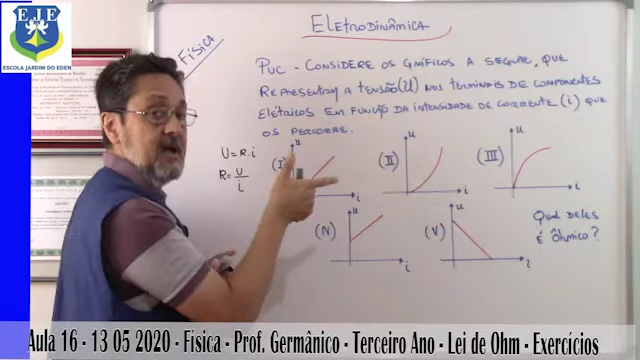 EJE
ESCOLA JARDIM DO EDEN
FÍSICA
ELETRODINÂMICA
PUC - CONSIDERE OS GRÁFICOS A SEGUIR, QUE
REPRESENTAM A TENSÃO (U) NOS TERMINAIS DE COMPONENTES
ELÉTRICOS EM FUNÇÃO DA INTENSIDADE DE CORRENTE (i) QUE
OS PERCORRE.
U = R.i
R = U/i
(I) U i
(II) U i
(III) U i
(IV) U i
(V) U i
QUAL DELES
É ÔHMICO?
Aula 16 - 13 05 2020 - Física - Prof. Germânico - Terceiro Ano - Lei de Ohm - Exercícios